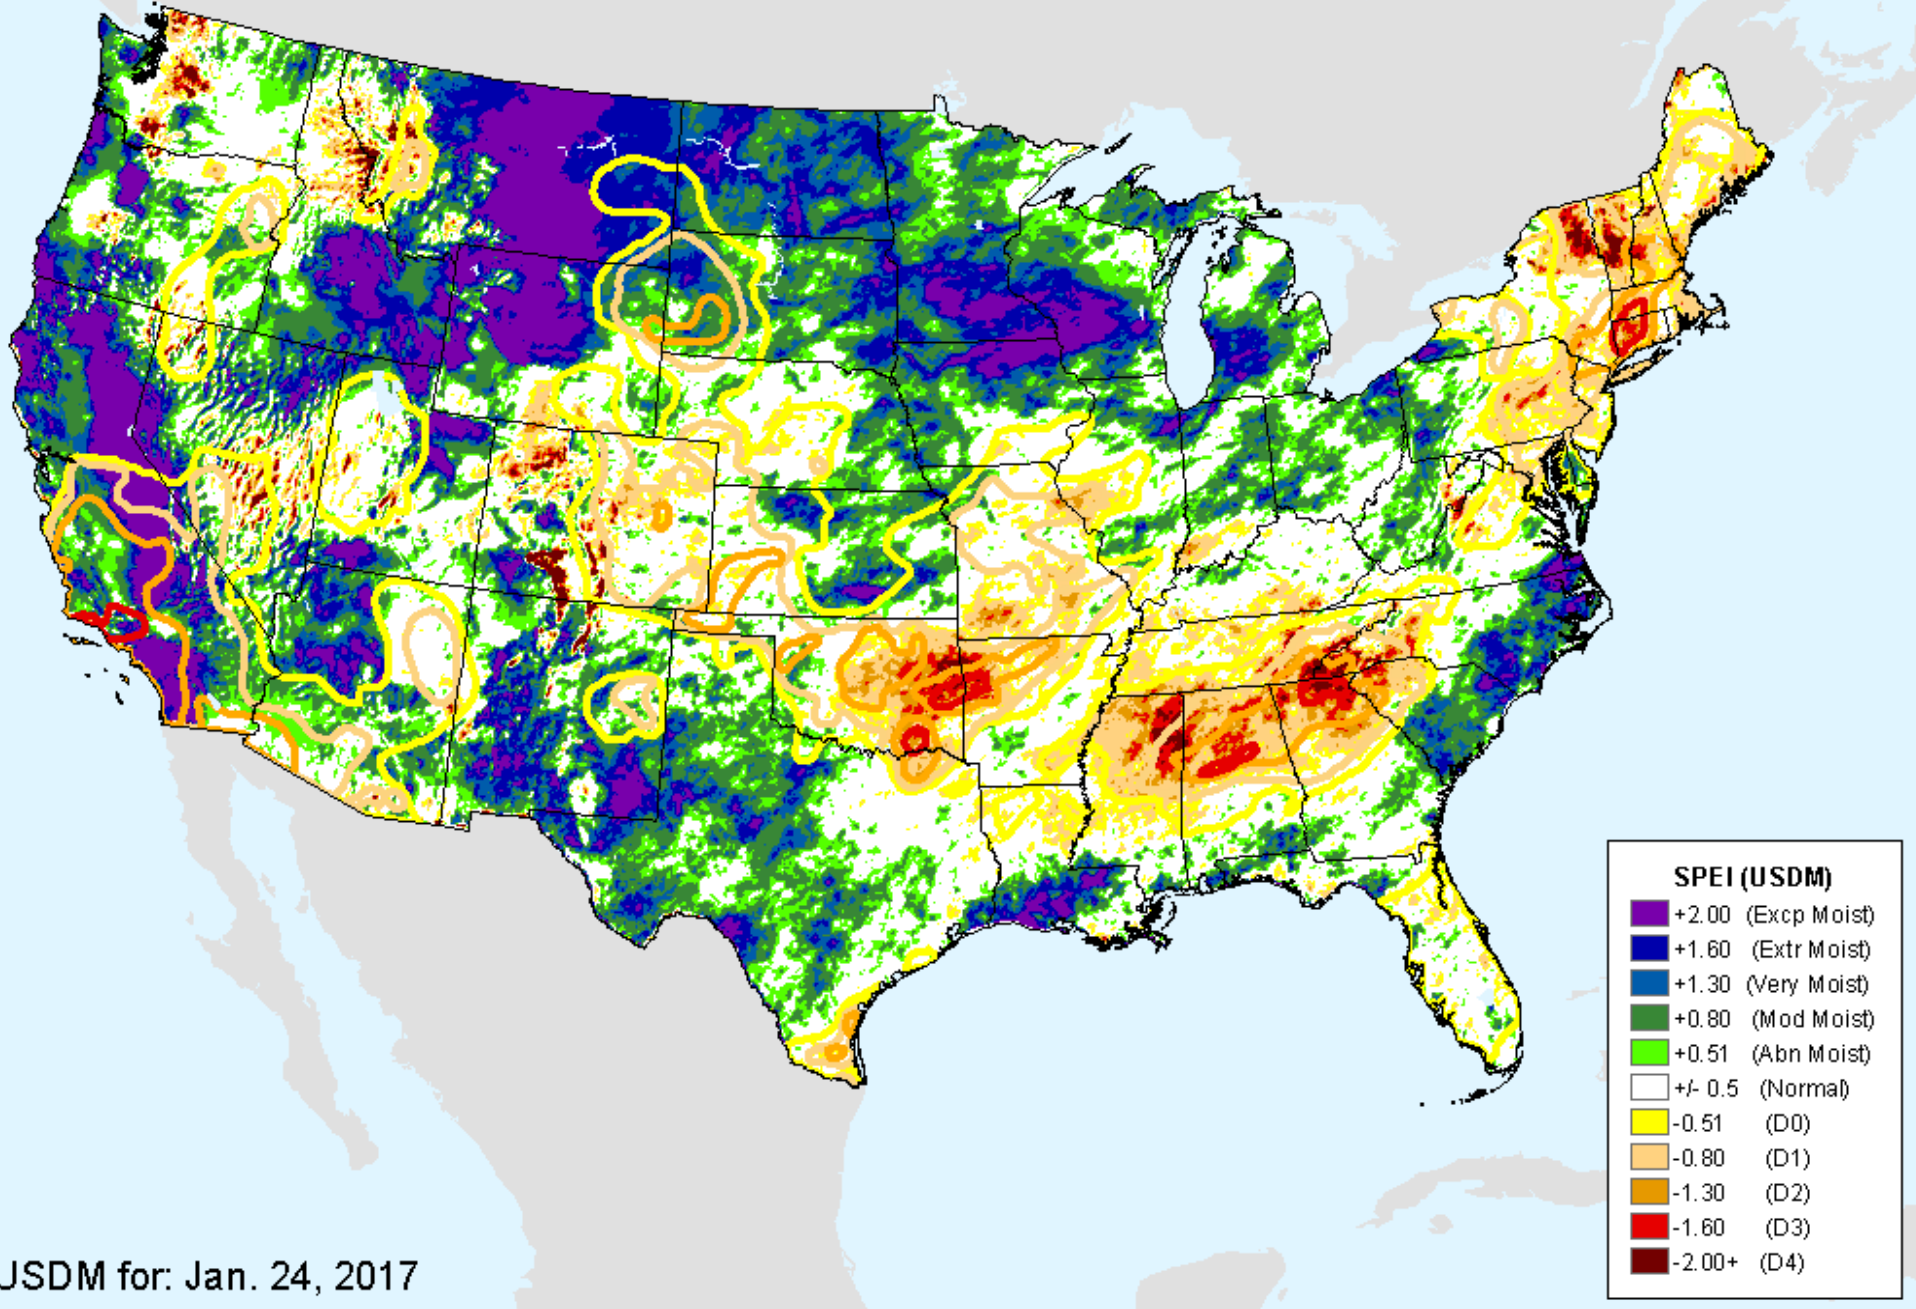 SPEI (USDM)
+2.00 (Excp Moist)
+1.60 (Extr Moist)
+1.30 (Very Moist)
+0.80 (Mod Moist)
+0.51 (Abn Moist)
+/- 0.5 (Normal)
-0.51 (D0)
-0.80 (D1)
-1.30 (D2)
-1.60 (D3)
-2.00+ (D4)
USDM for: Jan. 24, 2017